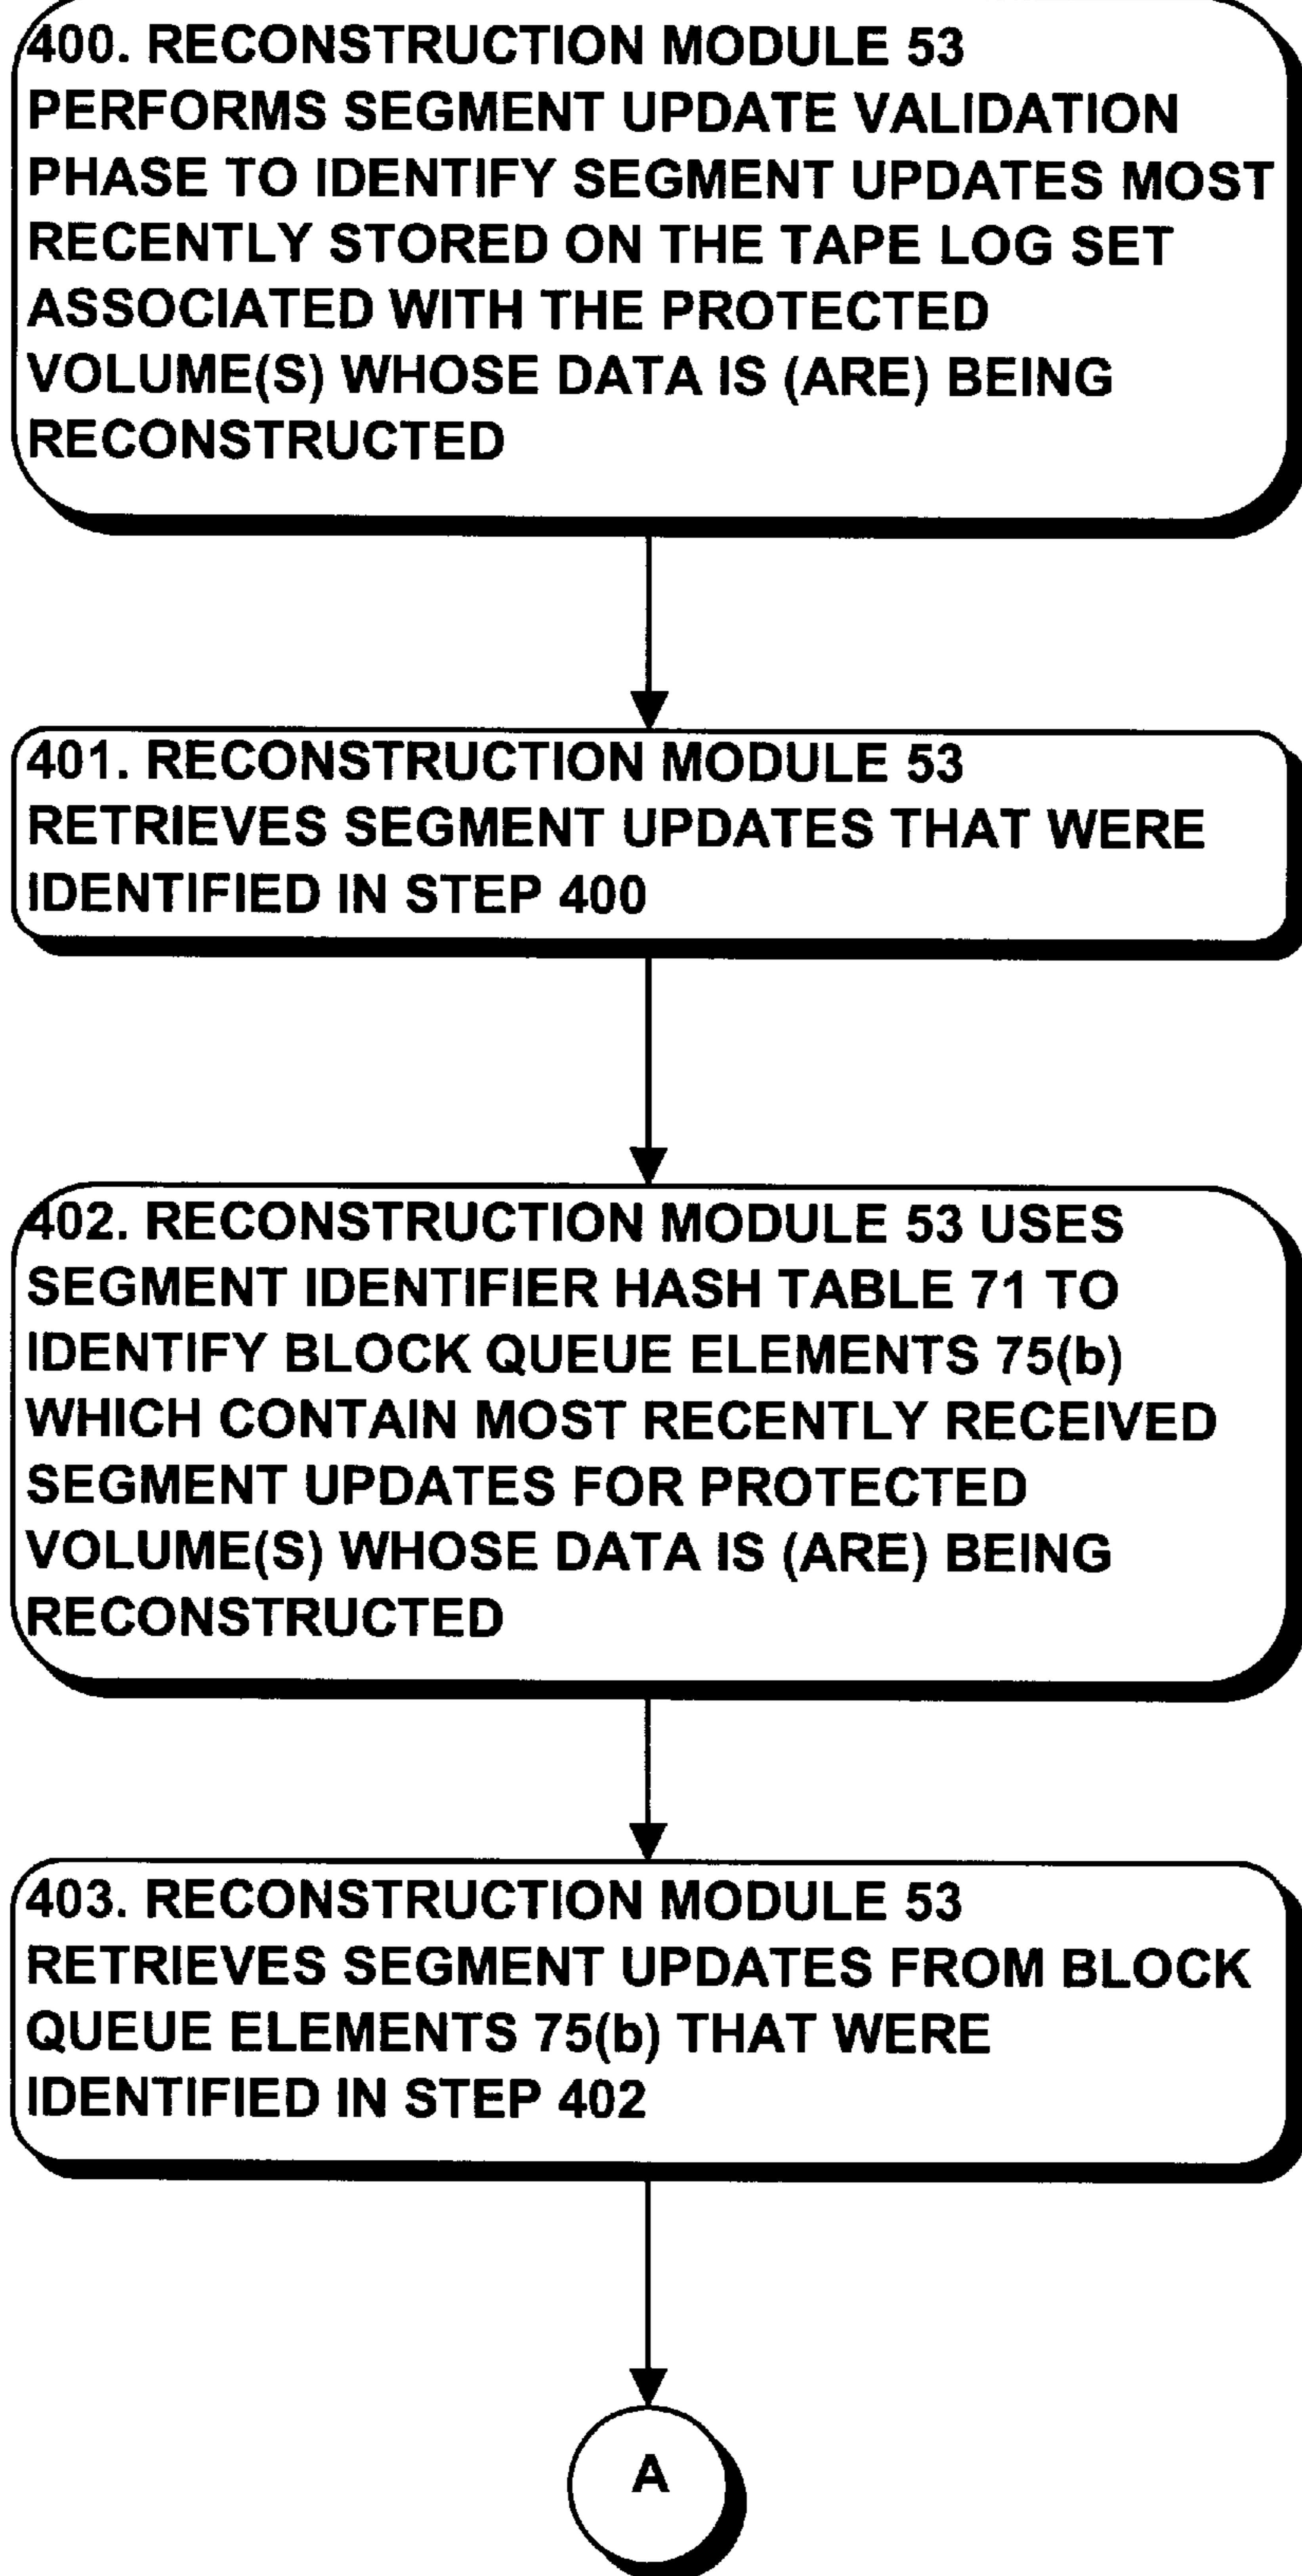 400. RECONSTRUCTION MODULE 53
PERFORMS SEGMENT UPDATE VALIDATION
PHASE TO IDENTIFY SEGMENT UPDATES MOST
RECENTLY STORED ON THE TAPE LOG SET
ASSOCIATED WITH THE PROTECTED
VOLUME(S) WHOSE DATA IS (ARE) BEING
RECONSTRUCTED
401. RECONSTRUCTION MODULE 53
RETRIEVES SEGMENT UPDATES THAT WERE
IDENTIFIED IN STEP 400
402. RECONSTRUCTION MODULE 53 USES
SEGMENT IDENTIFIER HASH TABLE 71 TO
IDENTIFY BLOCK QUEUE ELEMENTS 75(b)
WHICH CONTAIN MOST RECENTLY RECEIVED
SEGMENT UPDATES FOR PROTECTED
VOLUME(S) WHOSE DATA IS (ARE) BEING
RECONSTRUCTED
403. RECONSTRUCTION MODULE 53
RETRIEVES SEGMENT UPDATES FROM BLOCK
QUEUE ELEMENTS 75(b) THAT WERE
IDENTIFIED IN STEP 402
A